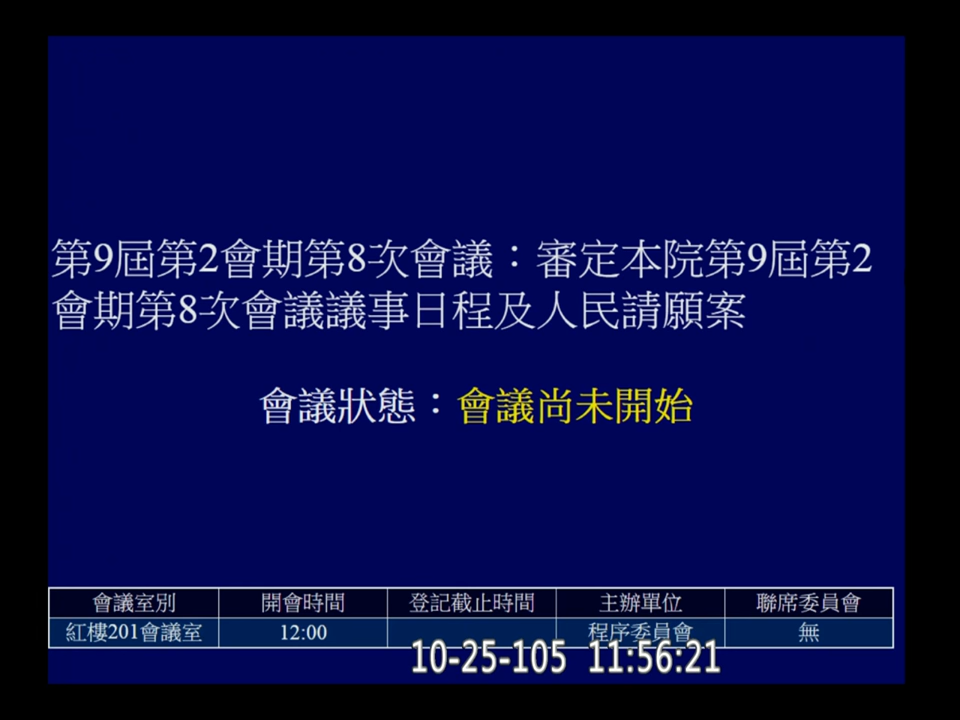 第9屆第2會期第8次會議：審定本院第9屆第2
會期第8次會議議事日程及人民請願案
會議狀態：會議尚未開始
會議室別 開會時間 登記截止時間 主辦單位 聯席委員會
紅樓201會議室 12:00 程序委員會 無
10-25-105 11:56:21